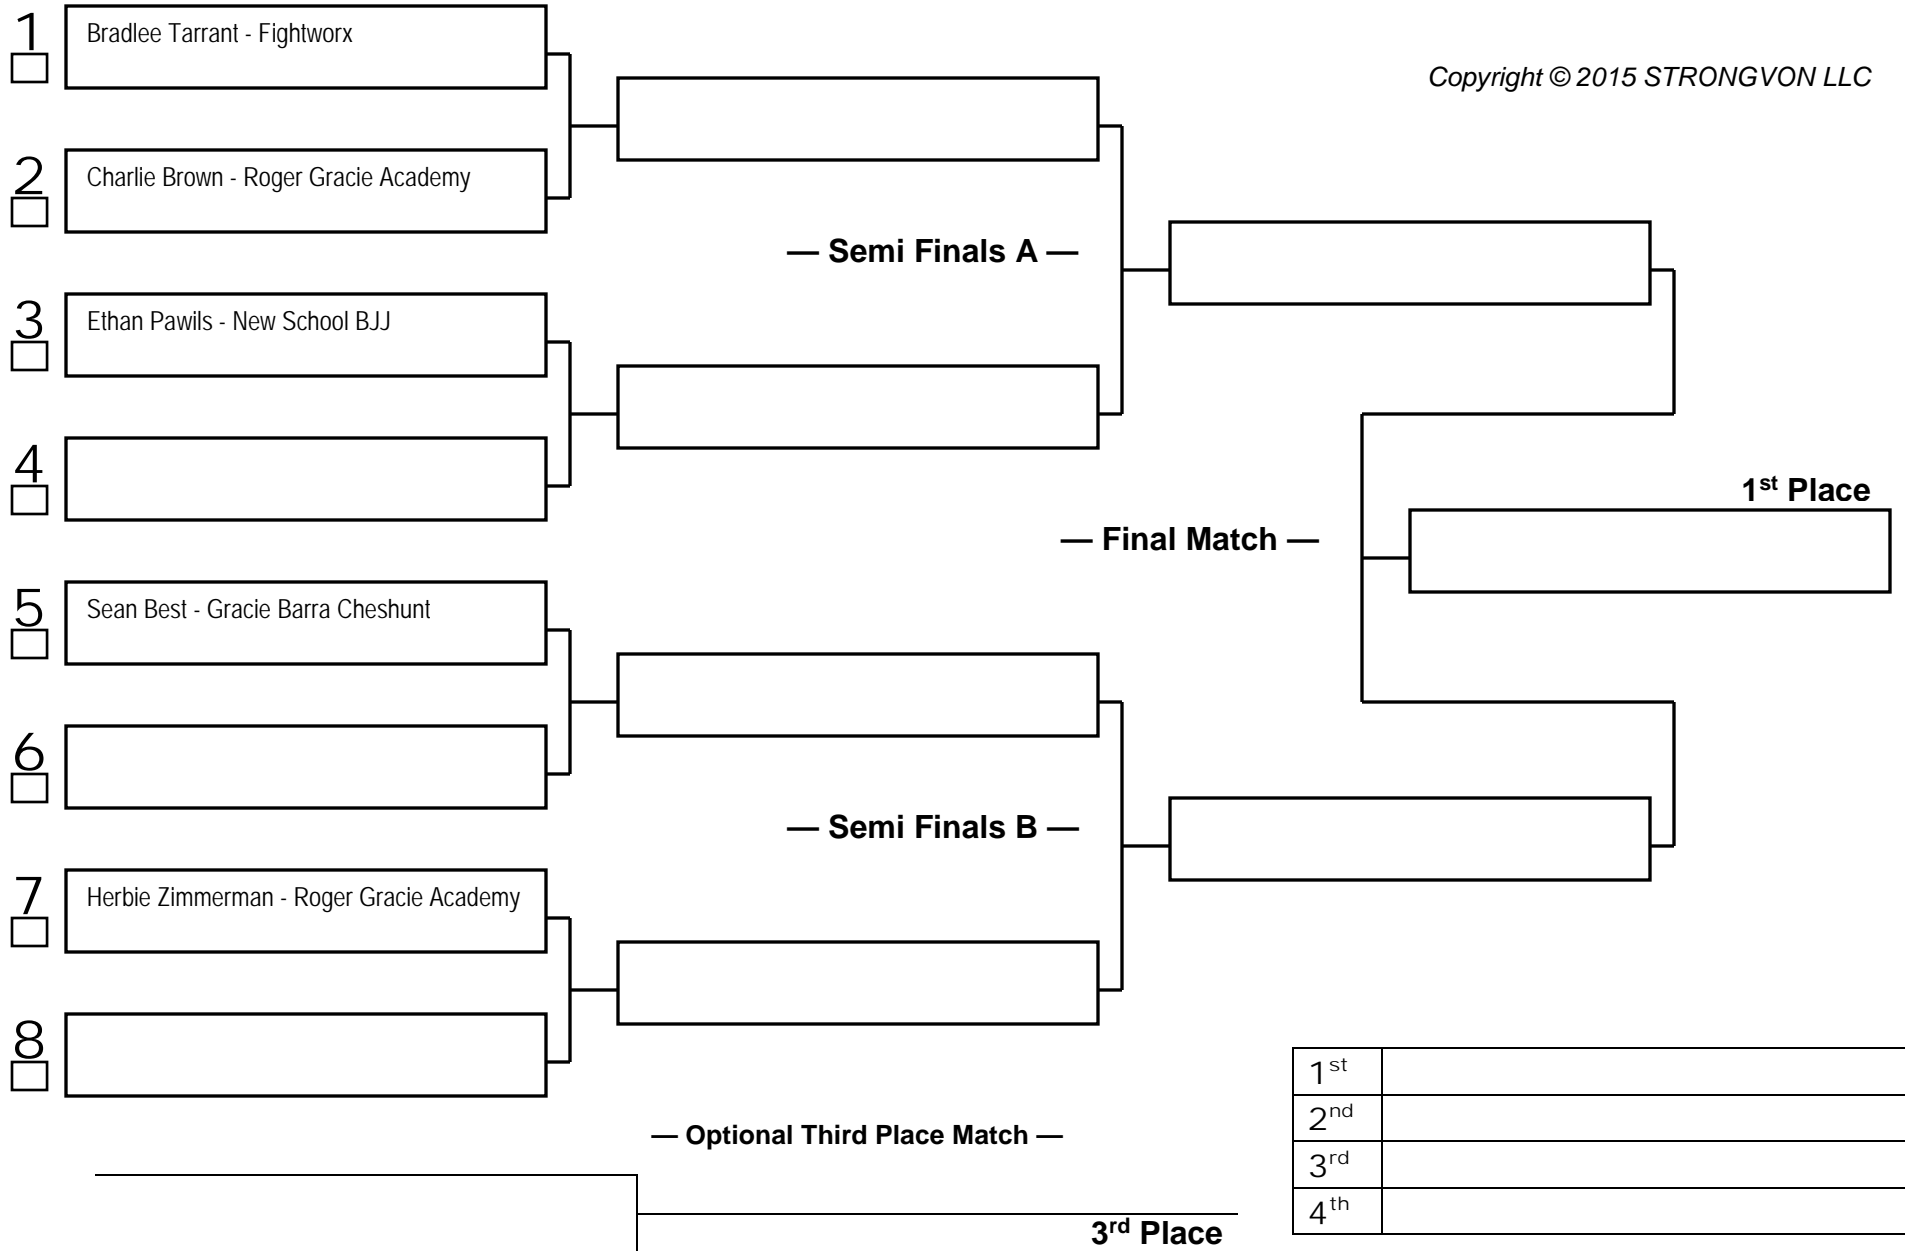 1
Bradlee Tarrant - Fightworx
Copyright © 2015 STRONGVON LLC
2
Charlie Brown - Roger Gracie Academy
— Semi Finals A —
3
Ethan Pawils - New School BJJ
4
1st Place
— Final Match —
5
Sean Best - Gracie Barra Cheshunt
6
— Semi Finals B —
7
Herbie Zimmerman - Roger Gracie Academy
8
— Optional Third Place Match —
3rd Place
1st
2nd
3rd
4th